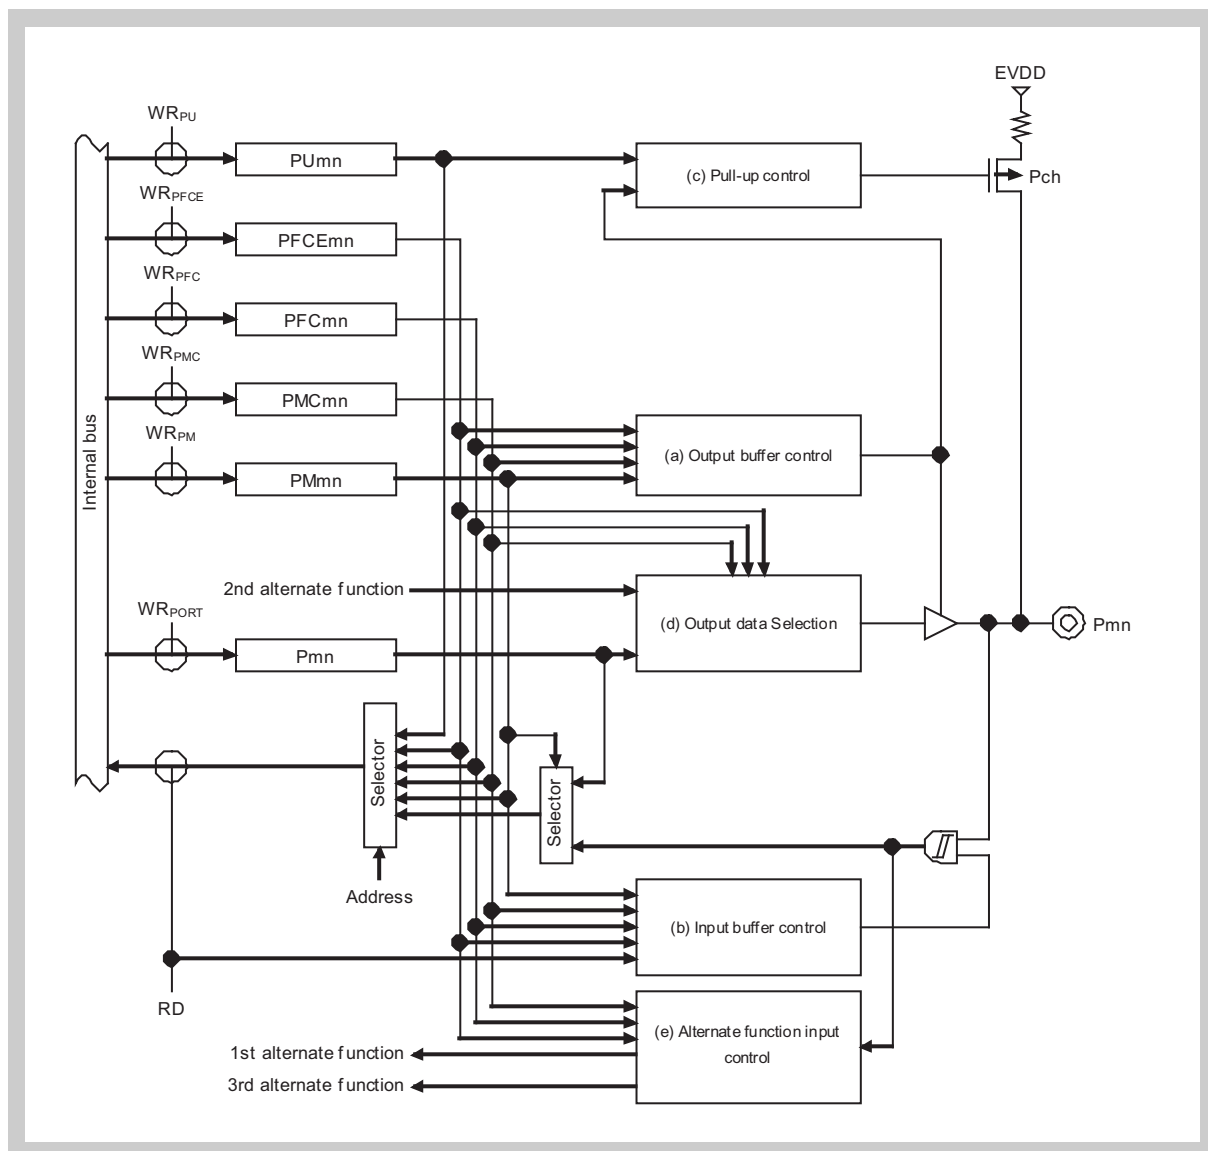 EVDD
WRPU
PUmn
(c) Pull-up control
Pch
WRPFCE
PFCEmn
WRPFC
PFCmn
WRPMC
PMCmn
Internal bus
WRPM
PMmn
(a) Output buffer control
2nd alternate function
WRPORT
Pmn
(d) Output data Selection
Pmn
Selector
Selector
Address
(b) Input buffer control
RD
(e) Alternate function input
control
1st alternate function
3rd alternate function